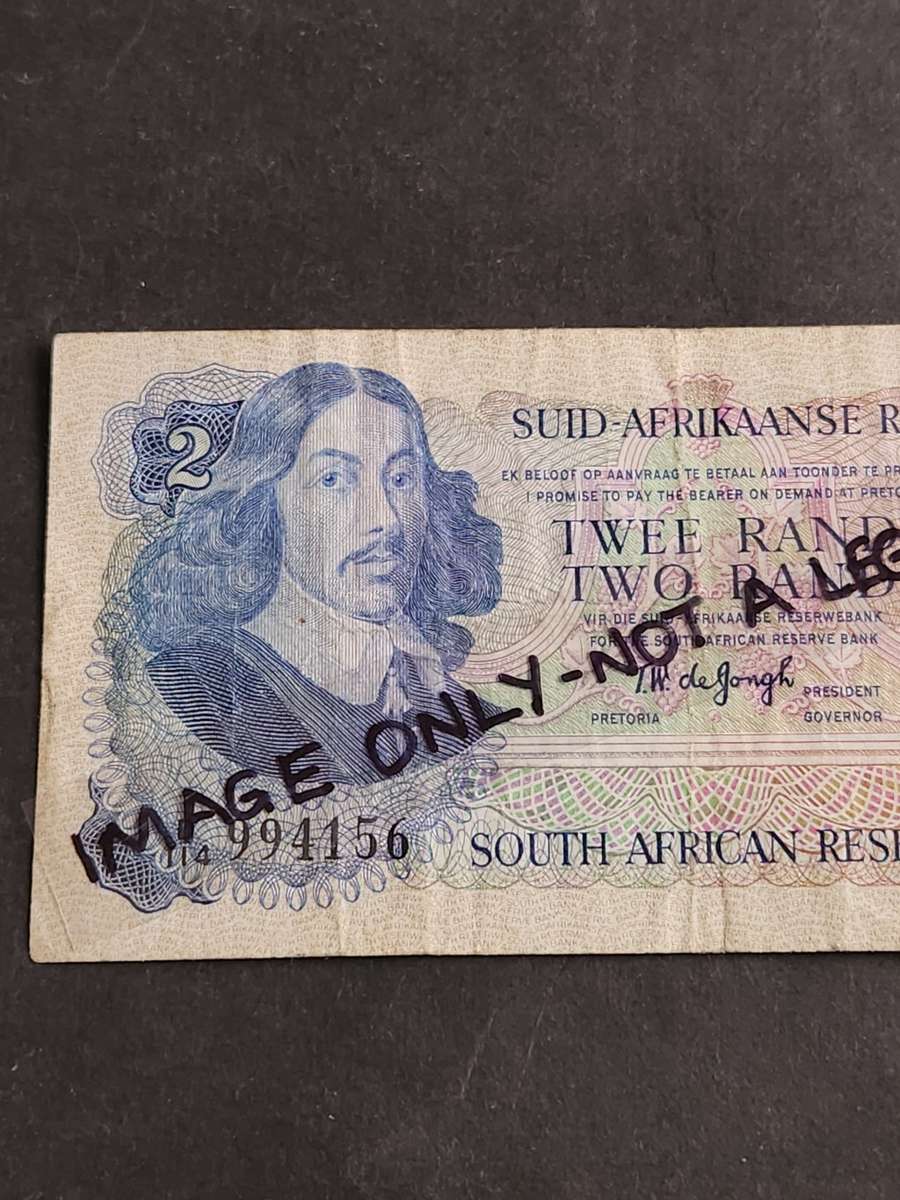 2
SUID-AFRIKAANSE R
EK BELOOF OP AANVRAAG TE BETAAL AAN TOONDER TE PR
I PROMISE TO PAY THE BEARER ON DEMAND AT PRETO
TWEE RAND
TWO RAND
VIR DIE SUID-AFRIKAANSE RESERWEBANK
FOR THE SOUTH AFRICAN RESERVE BANK
T.W. de Jongh
PRESIDENT
PRETORIA GOVERNOR
IMAGE ONLY-NOT A LEG
994156
SOUTH AFRICAN RESE